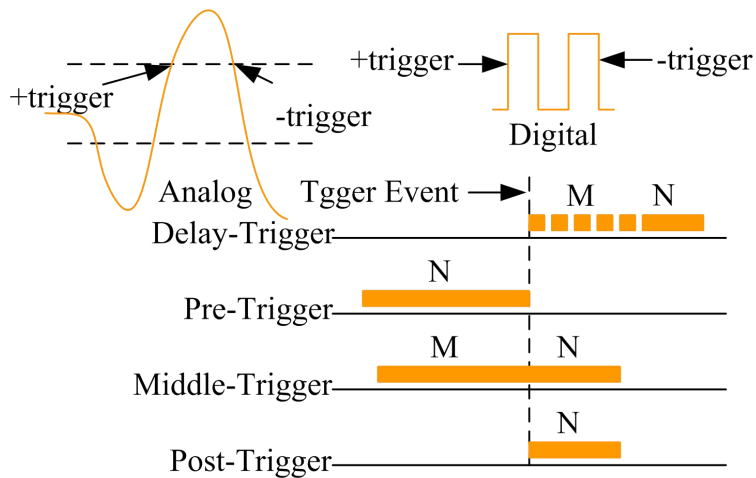 +trigger
-trigger
Analog
+trigger
-trigger
Digital
Tgger Event
M N
Delay-Trigger
N
Pre-Trigger
M N
Middle-Trigger
N
Post-Trigger